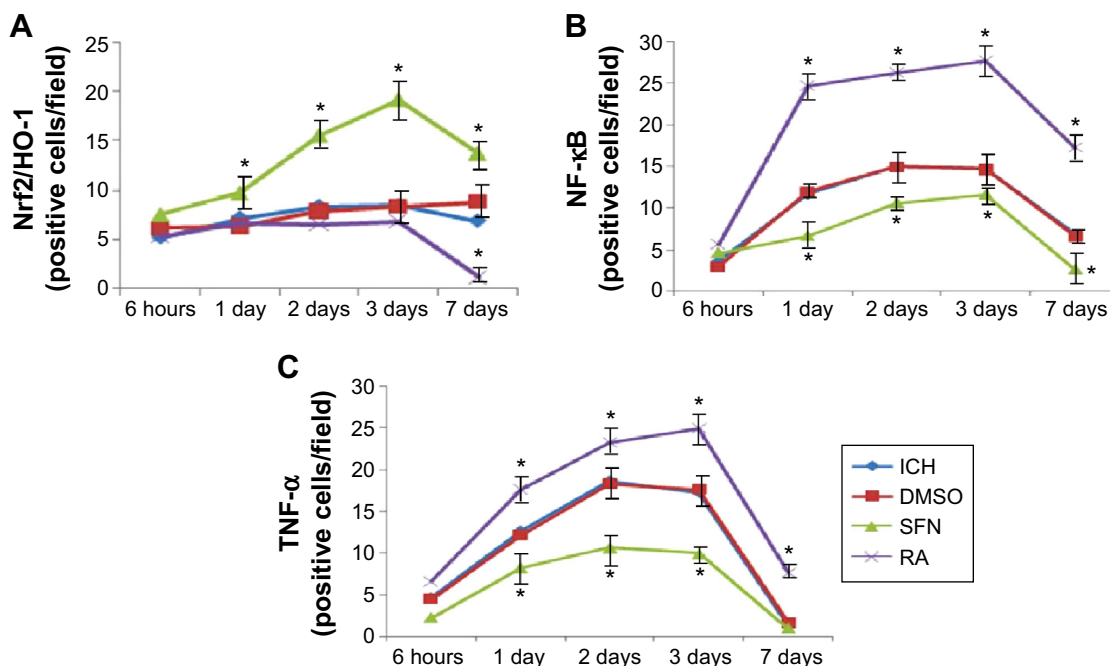 A
Nrf2/HO-1
(positive cells/field)
25
20
15
10
5
0
* * * * *
6 hours 1 day 2 days 3 days 7 days
B
NF-κB
(positive cells/field)
30
25
20
15
10
5
0
* * * * * * * *
6 hours 1 day 2 days 3 days 7 days
C
TNF-α
(positive cells/field)
30
25
20
15
10
5
0
* * * * * * *
6 hours 1 day 2 days 3 days 7 days
ICH
DMSO
SFN
RA